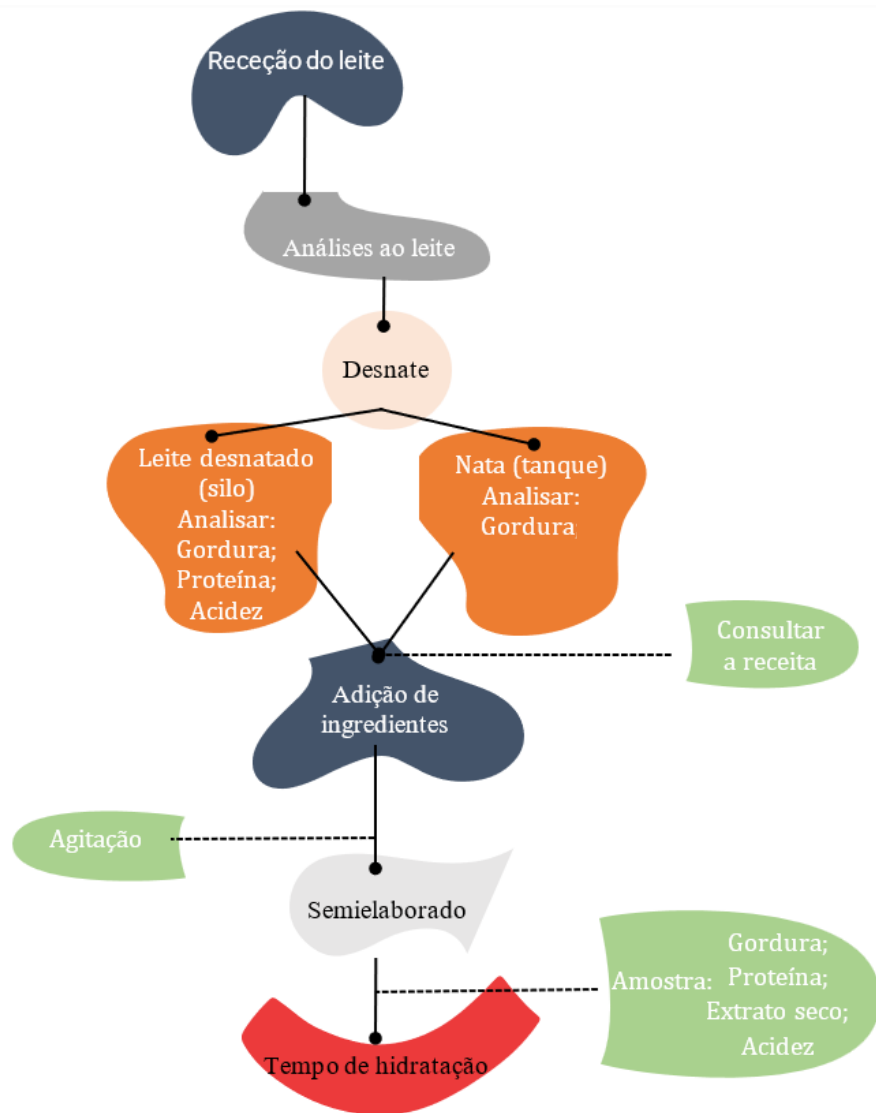 Receção do leite
Análises ao leite
Desnate
Leite desnatado
(silo)
Analisar:
Gordura;
Proteína;
Acidez
Nata (tanque)
Analisar:
Gordura;
Consultar
a receita
Adição de
ingredientes
Agitação
Semielaborado
Amostra:
Gordura;
Proteína;
Extrato seco;
Acidez
Tempo de hidratação